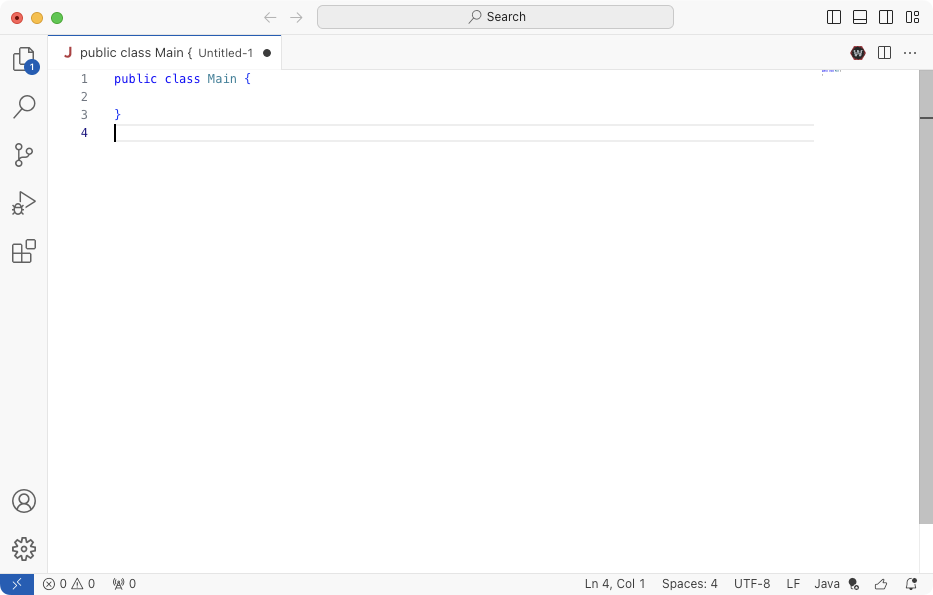 Search
J public class Main { Untitled-1
W
1
1 public class Main {
2
3 }
4
0 0 0
Ln 4, Col 1 Spaces: 4 UTF-8 LF Java